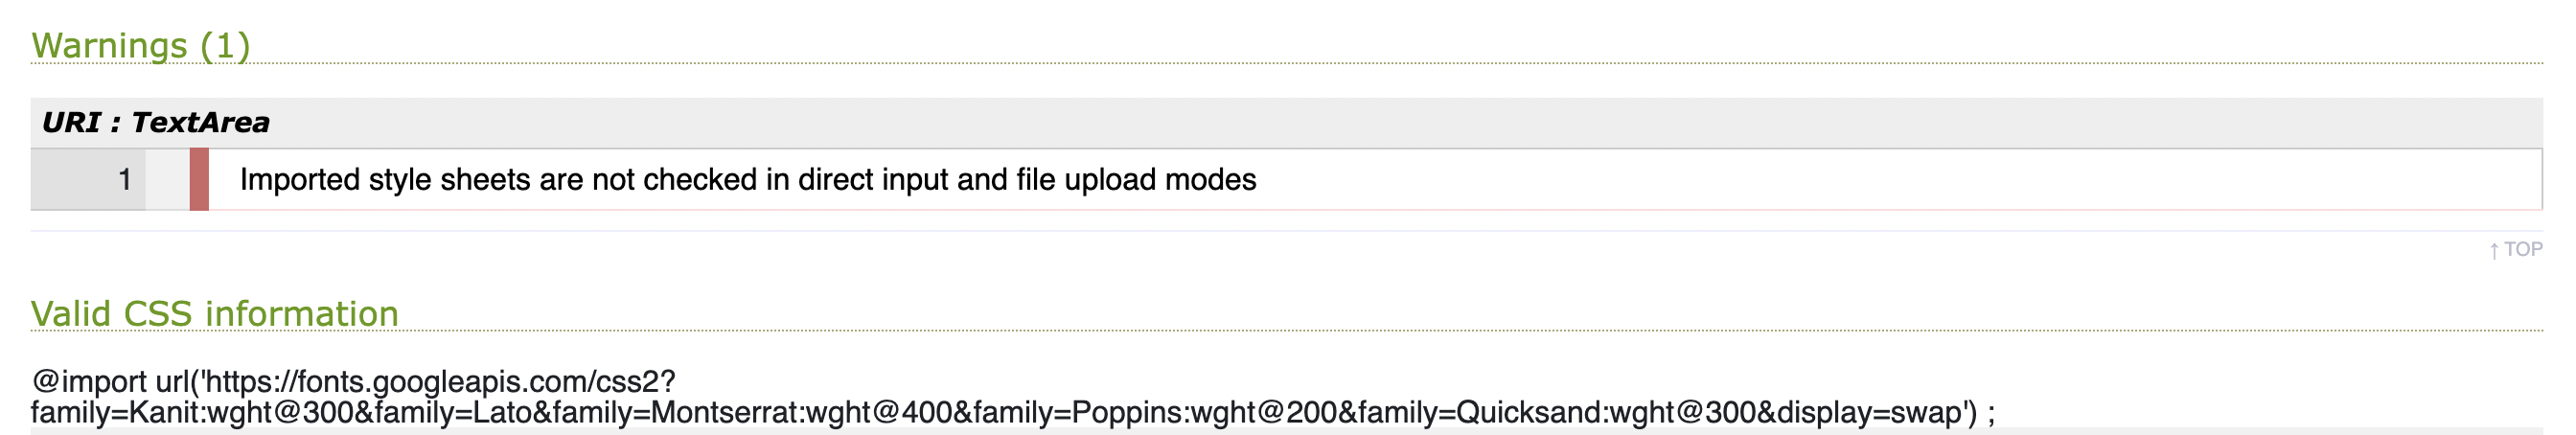 Warnings (1)
URI : TextArea
1 Imported style sheets are not checked in direct input and file upload modes
↑ TOP
Valid CSS information
@import url('https://fonts.googleapis.com/css2?
family=Kanit:wght@300&family=Lato&family=Montserrat:wght@400&family=Poppins:wght@200&family=Quicksand:wght@300&display=swap') ;